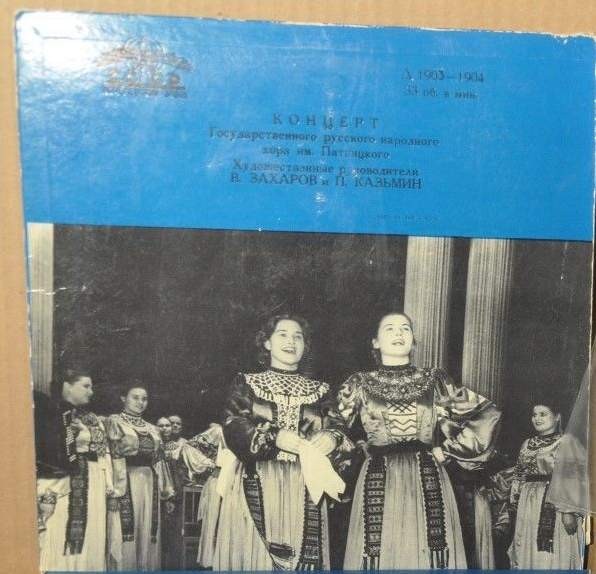 Д 1903—1904
33 об. в мин.
КОНЦЕРТ
Государственного русского народного
хора им. Пятницкого
Художественные руководители
В. ЗАХАРОВ и П. КАЗЬМИН